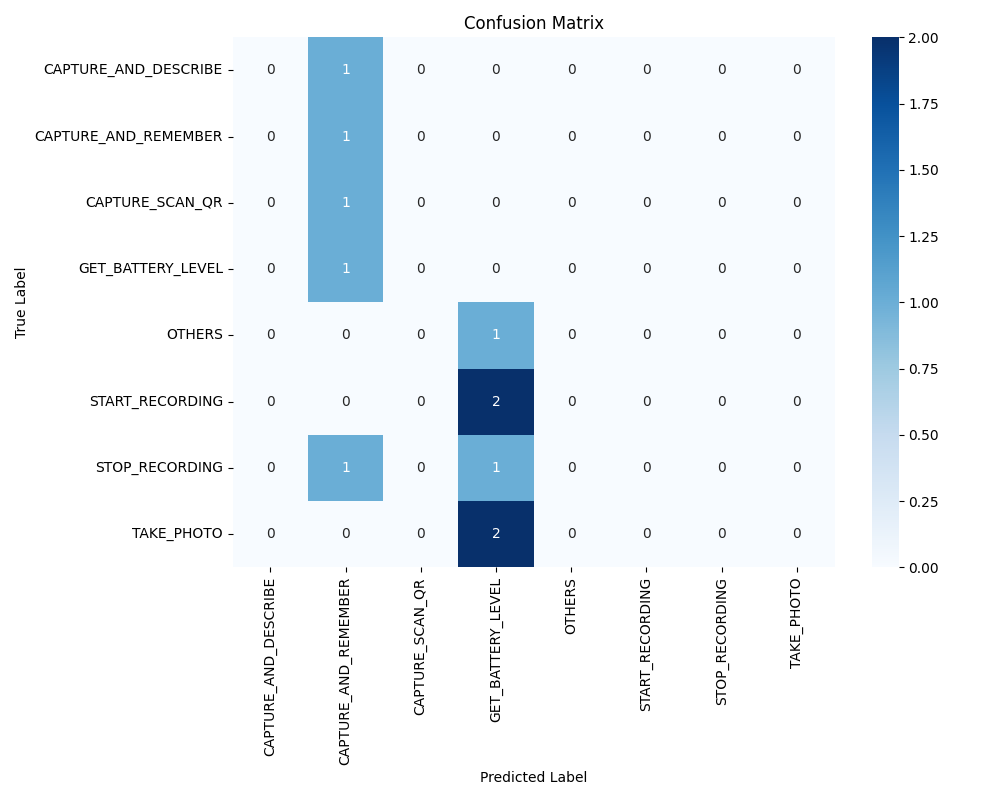 Confusion Matrix
True Label
CAPTURE_AND_DESCRIBE 0 1 0 0 0 0 0 0
CAPTURE_AND_REMEMBER 0 1 0 0 0 0 0 0
CAPTURE_SCAN_QR 0 1 0 0 0 0 0 0
GET_BATTERY_LEVEL 0 1 0 0 0 0 0 0
OTHERS 0 0 0 1 0 0 0 0
START_RECORDING 0 0 0 2 0 0 0 0
STOP_RECORDING 0 1 0 1 0 0 0 0
TAKE_PHOTO 0 0 0 2 0 0 0 0
CAPTURE_AND_DESCRIBE
CAPTURE_AND_REMEMBER
CAPTURE_SCAN_QR
GET_BATTERY_LEVEL
OTHERS
START_RECORDING
STOP_RECORDING
TAKE_PHOTO
Predicted Label
2.00
1.75
1.50
1.25
1.00
0.75
0.50
0.25
0.00